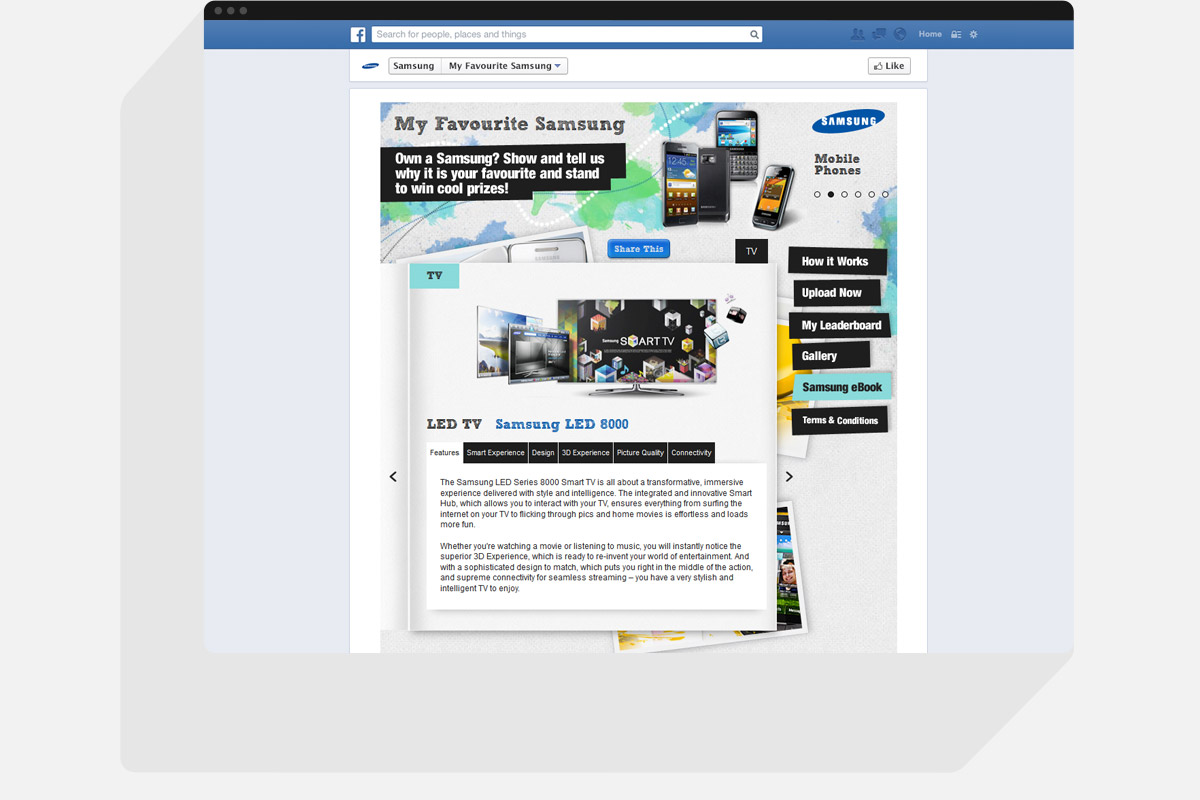 Search for people, places and things
Home
Samsung
My Favourite Samsung
Like
My Favourite Samsung
Own a Samsung? Show and tell us
why it is your favourite and stand
to win cool prizes!
SAMSUNG
Mobile
Phones
12:45
SAMSUNG
Share This
TV
TV
How it Works
Upload Now
My Leaderboard
Gallery
Samsung eBook
Terms & Conditions
Samsung SMART TV
LED TV Samsung LED 8000
Features
Smart Experience
Design
3D Experience
Picture Quality
Connectivity
The Samsung LED Series 8000 Smart TV is all about a transformative, immersive
experience delivered with style and intelligence. The integrated and innovative Smart
Hub, which allows you to interact with your TV, ensures everything from surfing the
internet on your TV to flicking through pics and home movies is effortless and loads
more fun.
Whether you're watching a movie or listening to music, you will instantly notice the
superior 3D Experience, which is ready to re-invent your world of entertainment. And
with a sophisticated design to match, which puts you right in the middle of the action,
and supreme connectivity for seamless streaming – you have a very stylish and
intelligent TV to enjoy.